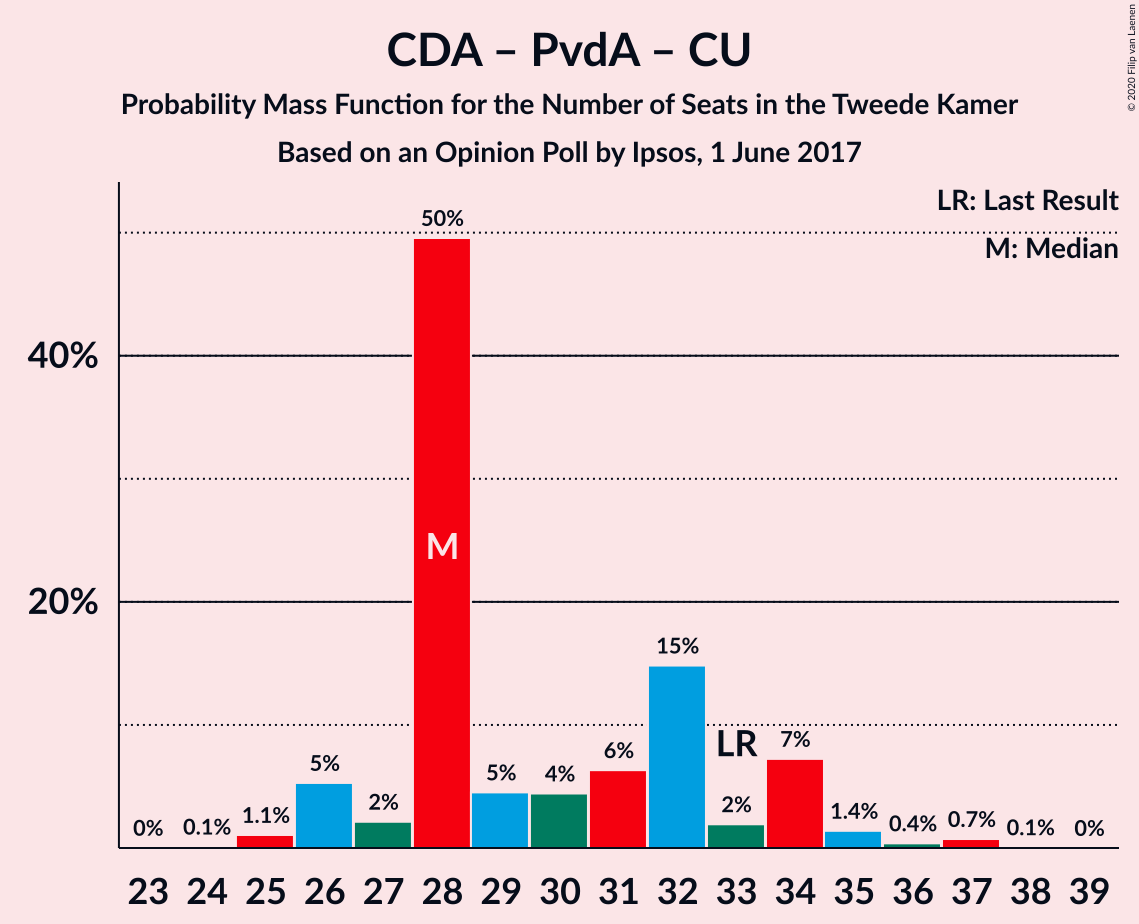 CDA – PvdA – CU
Probability Mass Function for the Number of Seats in the Tweede Kamer
Based on an Opinion Poll by Ipsos, 1 June 2017
© 2020 Filip van Laenen
LR: Last Result
M: Median
40%
20%
0%
0.1%
1.1%
5%
2%
50%
M
5%
4%
6%
15%
LR
2%
7%
1.4%
0.4%
0.7%
0.1%
0%
23 24 25 26 27 28 29 30 31 32 33 34 35 36 37 38 39